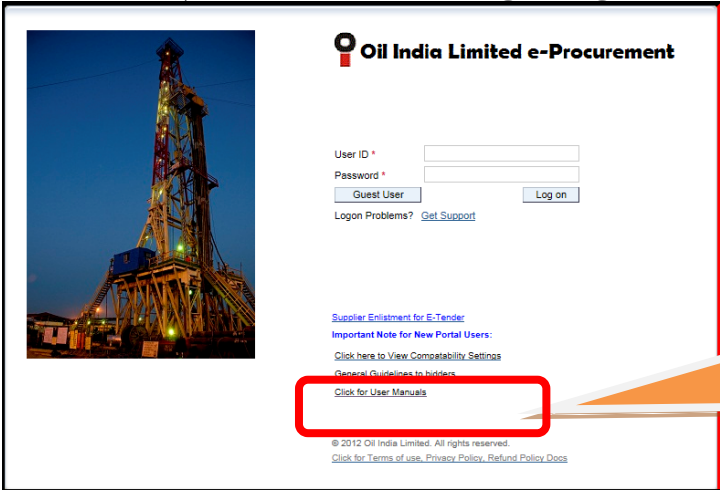 Oil India Limited e-Procurement
User ID *
Password *
Guest User Log on
Logon Problems? Get Support
Supplier Enlistment for E-Tender
Important Note for New Portal Users:
Click here to View Compatability Settings
General Guidelines to bidders
Click for User Manuals
© 2012 Oil India Limited. All rights reserved.
Click for Terms of use, Privacy Policy, Refund Policy Docs